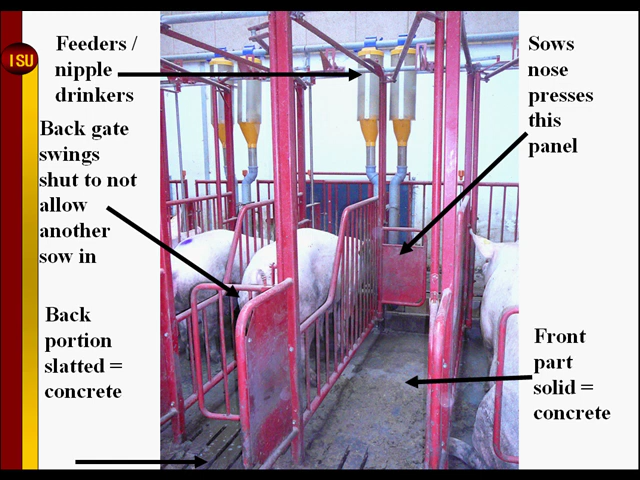 ISU
Feeders /
nipple
drinkers
Back gate
swings
shut to not
allow
another
sow in
Back
portion
slatted =
concrete
Sows
nose
presses
this
panel
Front
part
solid =
concrete